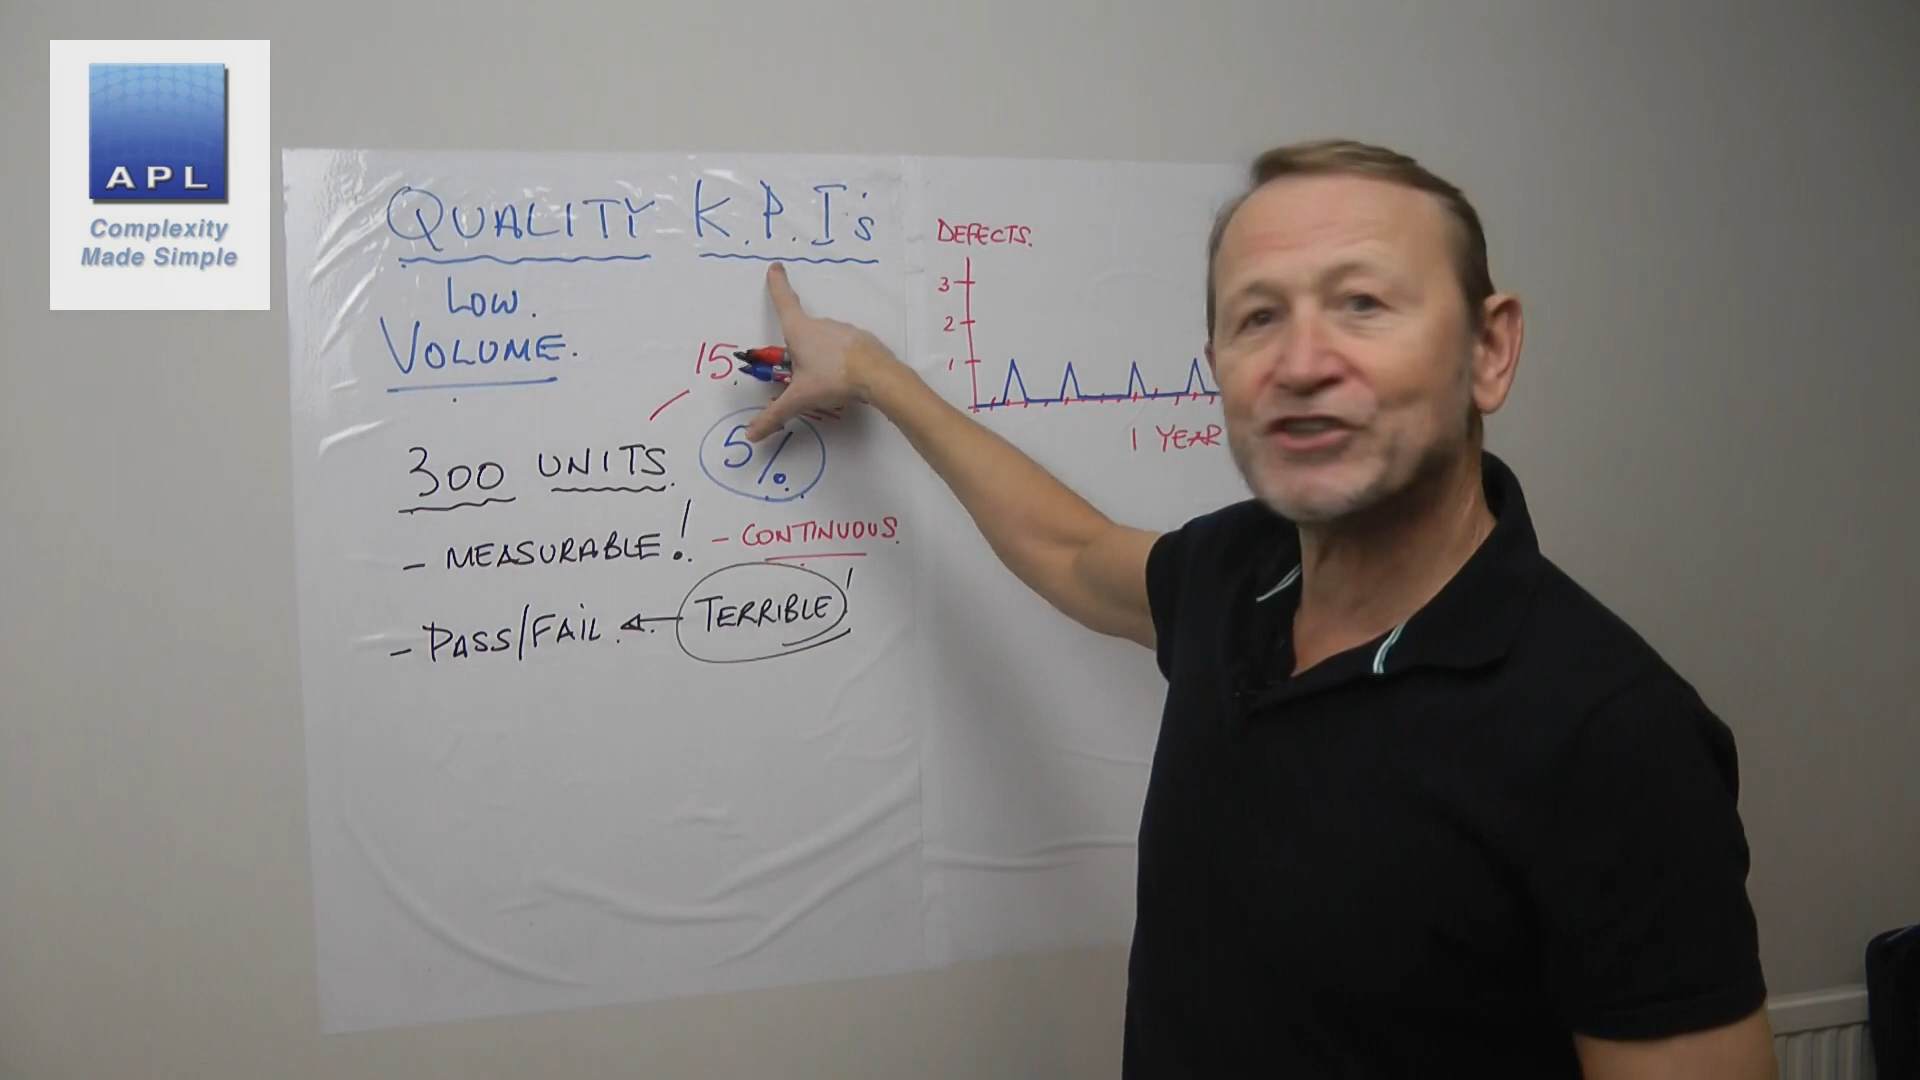 APL
Complexity
Made Simple
QUALITY K.P.I's
LOW.
VOLUME.
15.
300 UNITS.
5%
- MEASURABLE! - CONTINUOUS.
- PASS/FAIL. TERRIBLE!
DEFECTS.
3
2
1
1 YEAR